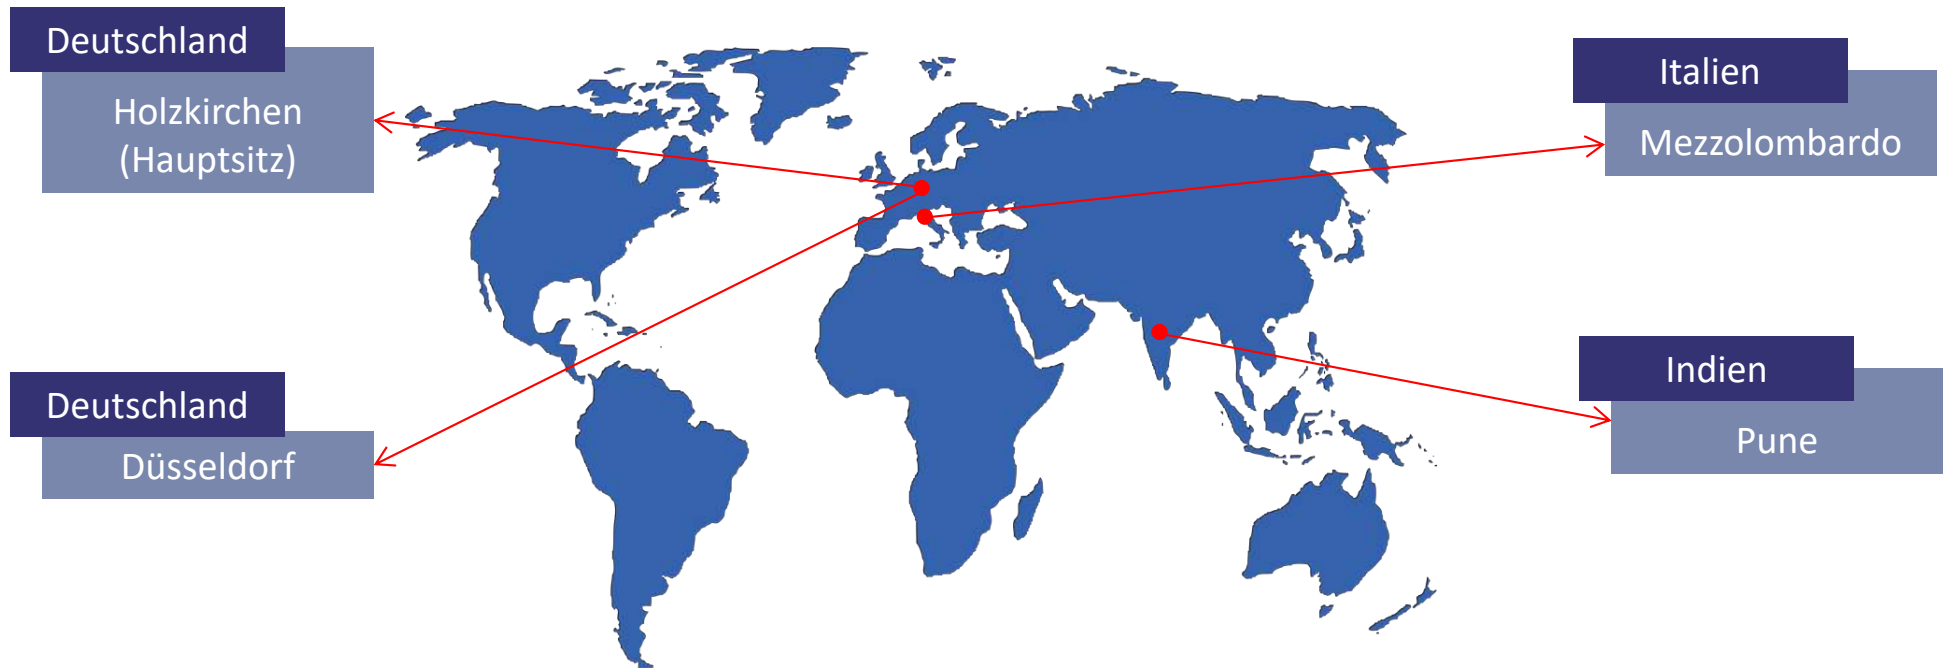 Deutschland
Holzkirchen
(Hauptsitz)
Deutschland
Düsseldorf
Italien
Mezzolombardo
Indien
Pune